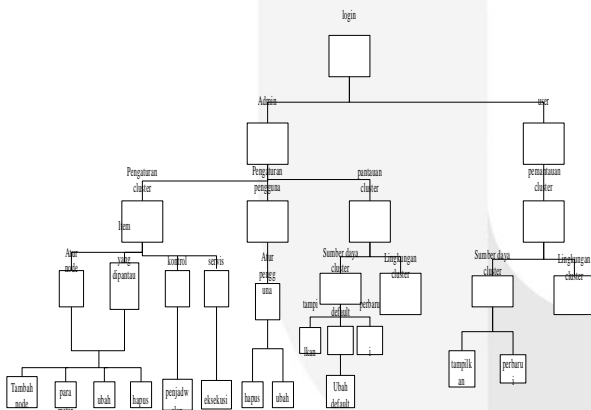 login
Admin
user
Pengaturan
cluster
Pengaturan
pengguna
pantauan
cluster
pemantauan
cluster
Item
Atur
node
yang
dipantau
kontrol
servis
Atur
pengg
una
Sumber daya
cluster
Lingkungan
cluster
Sumber daya
cluster
Lingkungan
cluster
tampi
lkan
default
perbaru
i
tampilk
an
perbaru
i
Tambah
node
para
ubah
hapus
penjadw
eksekusi
hapus
ubah
Ubah
default